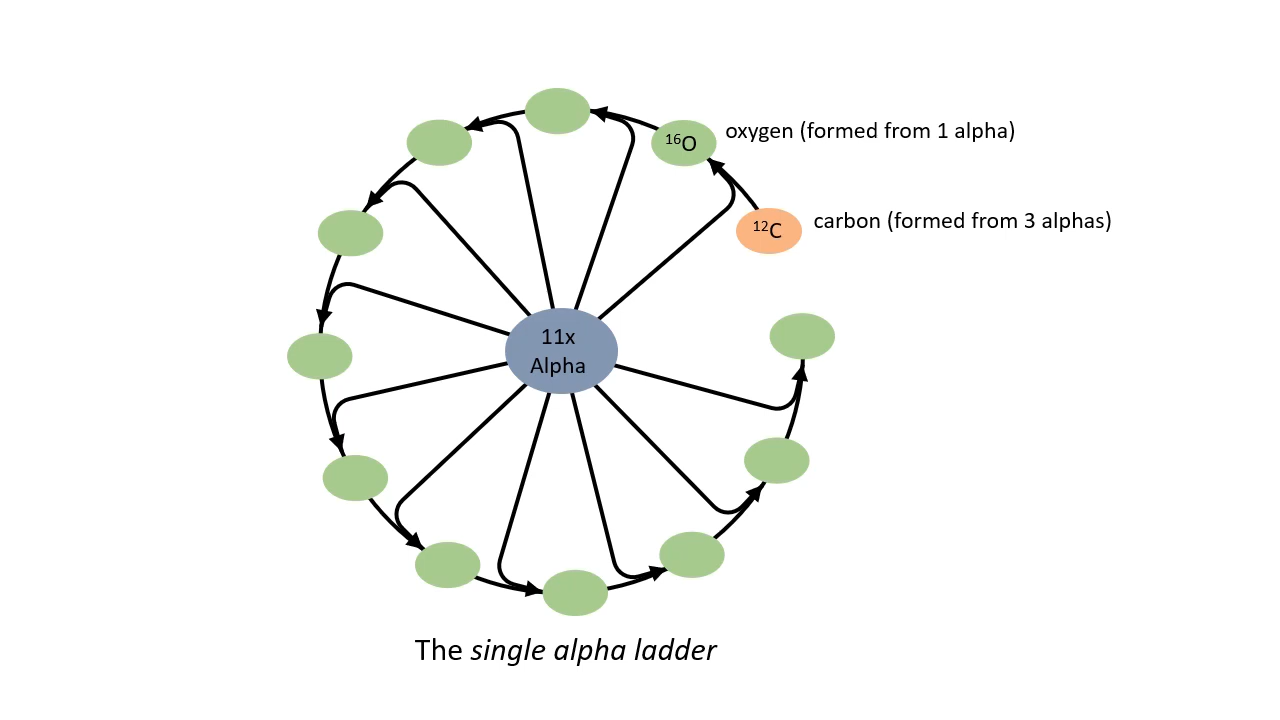 ¹⁶O
oxygen (formed from 1 alpha)
¹²C
carbon (formed from 3 alphas)
11x
Alpha
The single alpha ladder